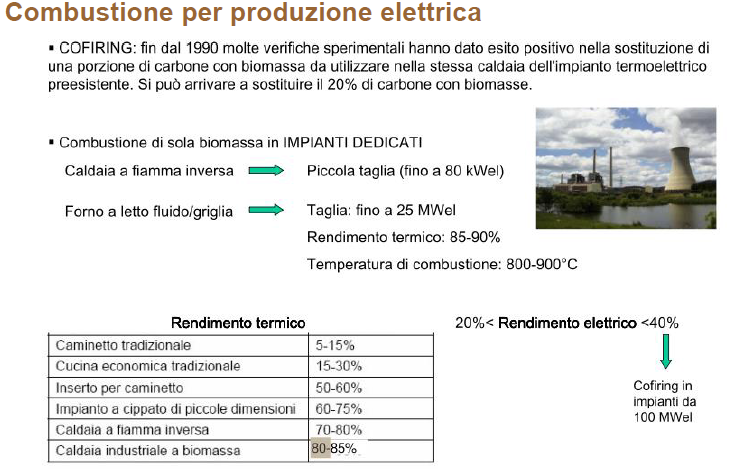 Combustione per produzione elettrica
▪ COFIRING: fin dal 1990 molte verifiche sperimentali hanno dato esito positivo nella sostituzione di
una porzione di carbone con biomassa da utilizzare nella stessa caldaia dell'impianto termoelettrico
preesistente. Si può arrivare a sostituire il 20% di carbone con biomasse.
▪ Combustione di sola biomassa in IMPIANTI DEDICATI
Caldaia a fiamma inversa Piccola taglia (fino a 80 kWel)
Forno a letto fluido/griglia Taglia: fino a 25 MWel
Rendimento termico: 85-90%
Temperatura di combustione: 800-900°C
Rendimento termico
Caminetto tradizionale 5-15%
Cucina economica tradizionale 15-30%
Inserto per caminetto 50-60%
Impianto a cippato di piccole dimensioni 60-75%
Caldaia a fiamma inversa 70-80%
Caldaia industriale a biomassa 80-85%
20%< Rendimento elettrico <40%
Cofiring in
impianti da
100 MWel